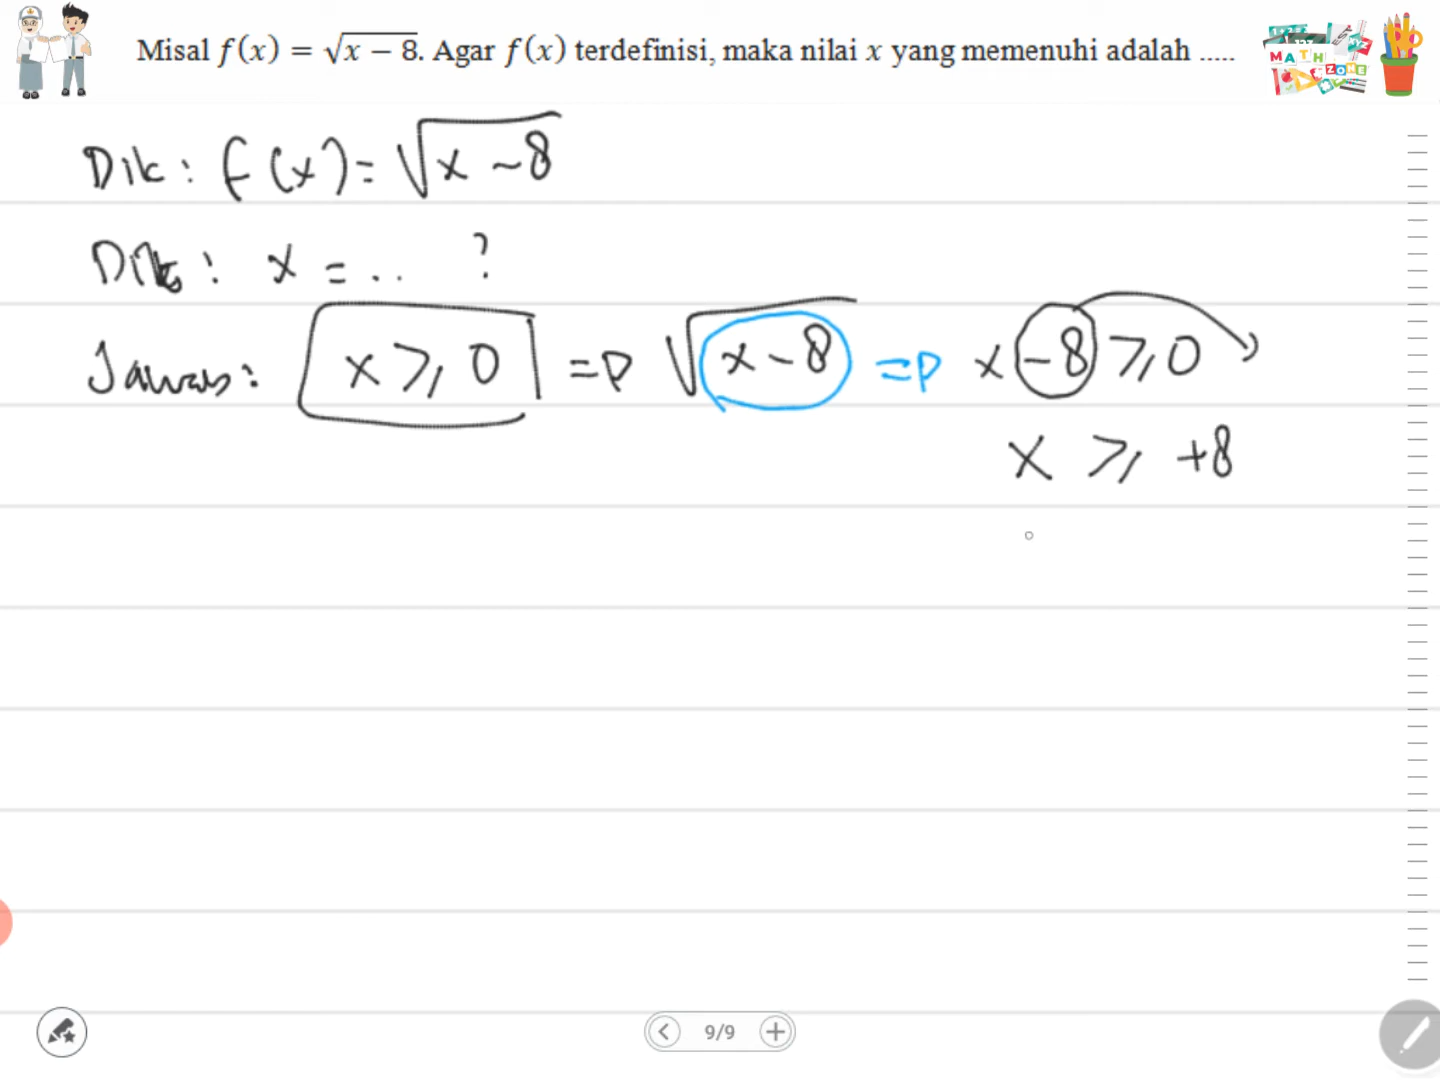 Misal f(x) = √x − 8. Agar f(x) terdefinisi, maka nilai x yang memenuhi adalah .....
MATH
ZONE
Dik : f(x) = √x - 8
Dit : x = .. ?
Jawab : x ≥ 0 => √x - 8 => x - 8 ≥ 0
x ≥ +8
9/9